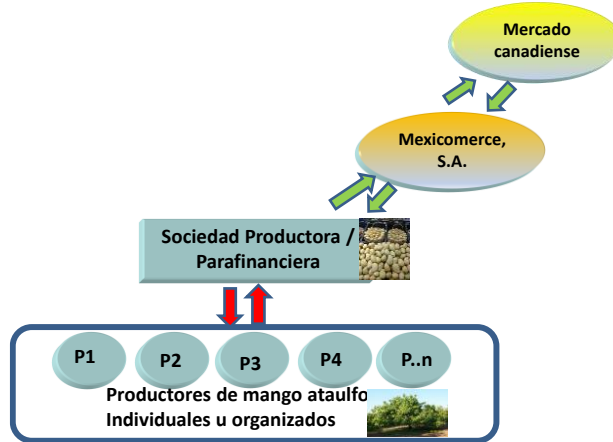 Mercado
canadiense
Mexicomerce,
S.A.
Sociedad Productora /
Parafinanciera
P1 P2 P3 P4 P..n
Productores de mango ataulfo
Individuales u organizados